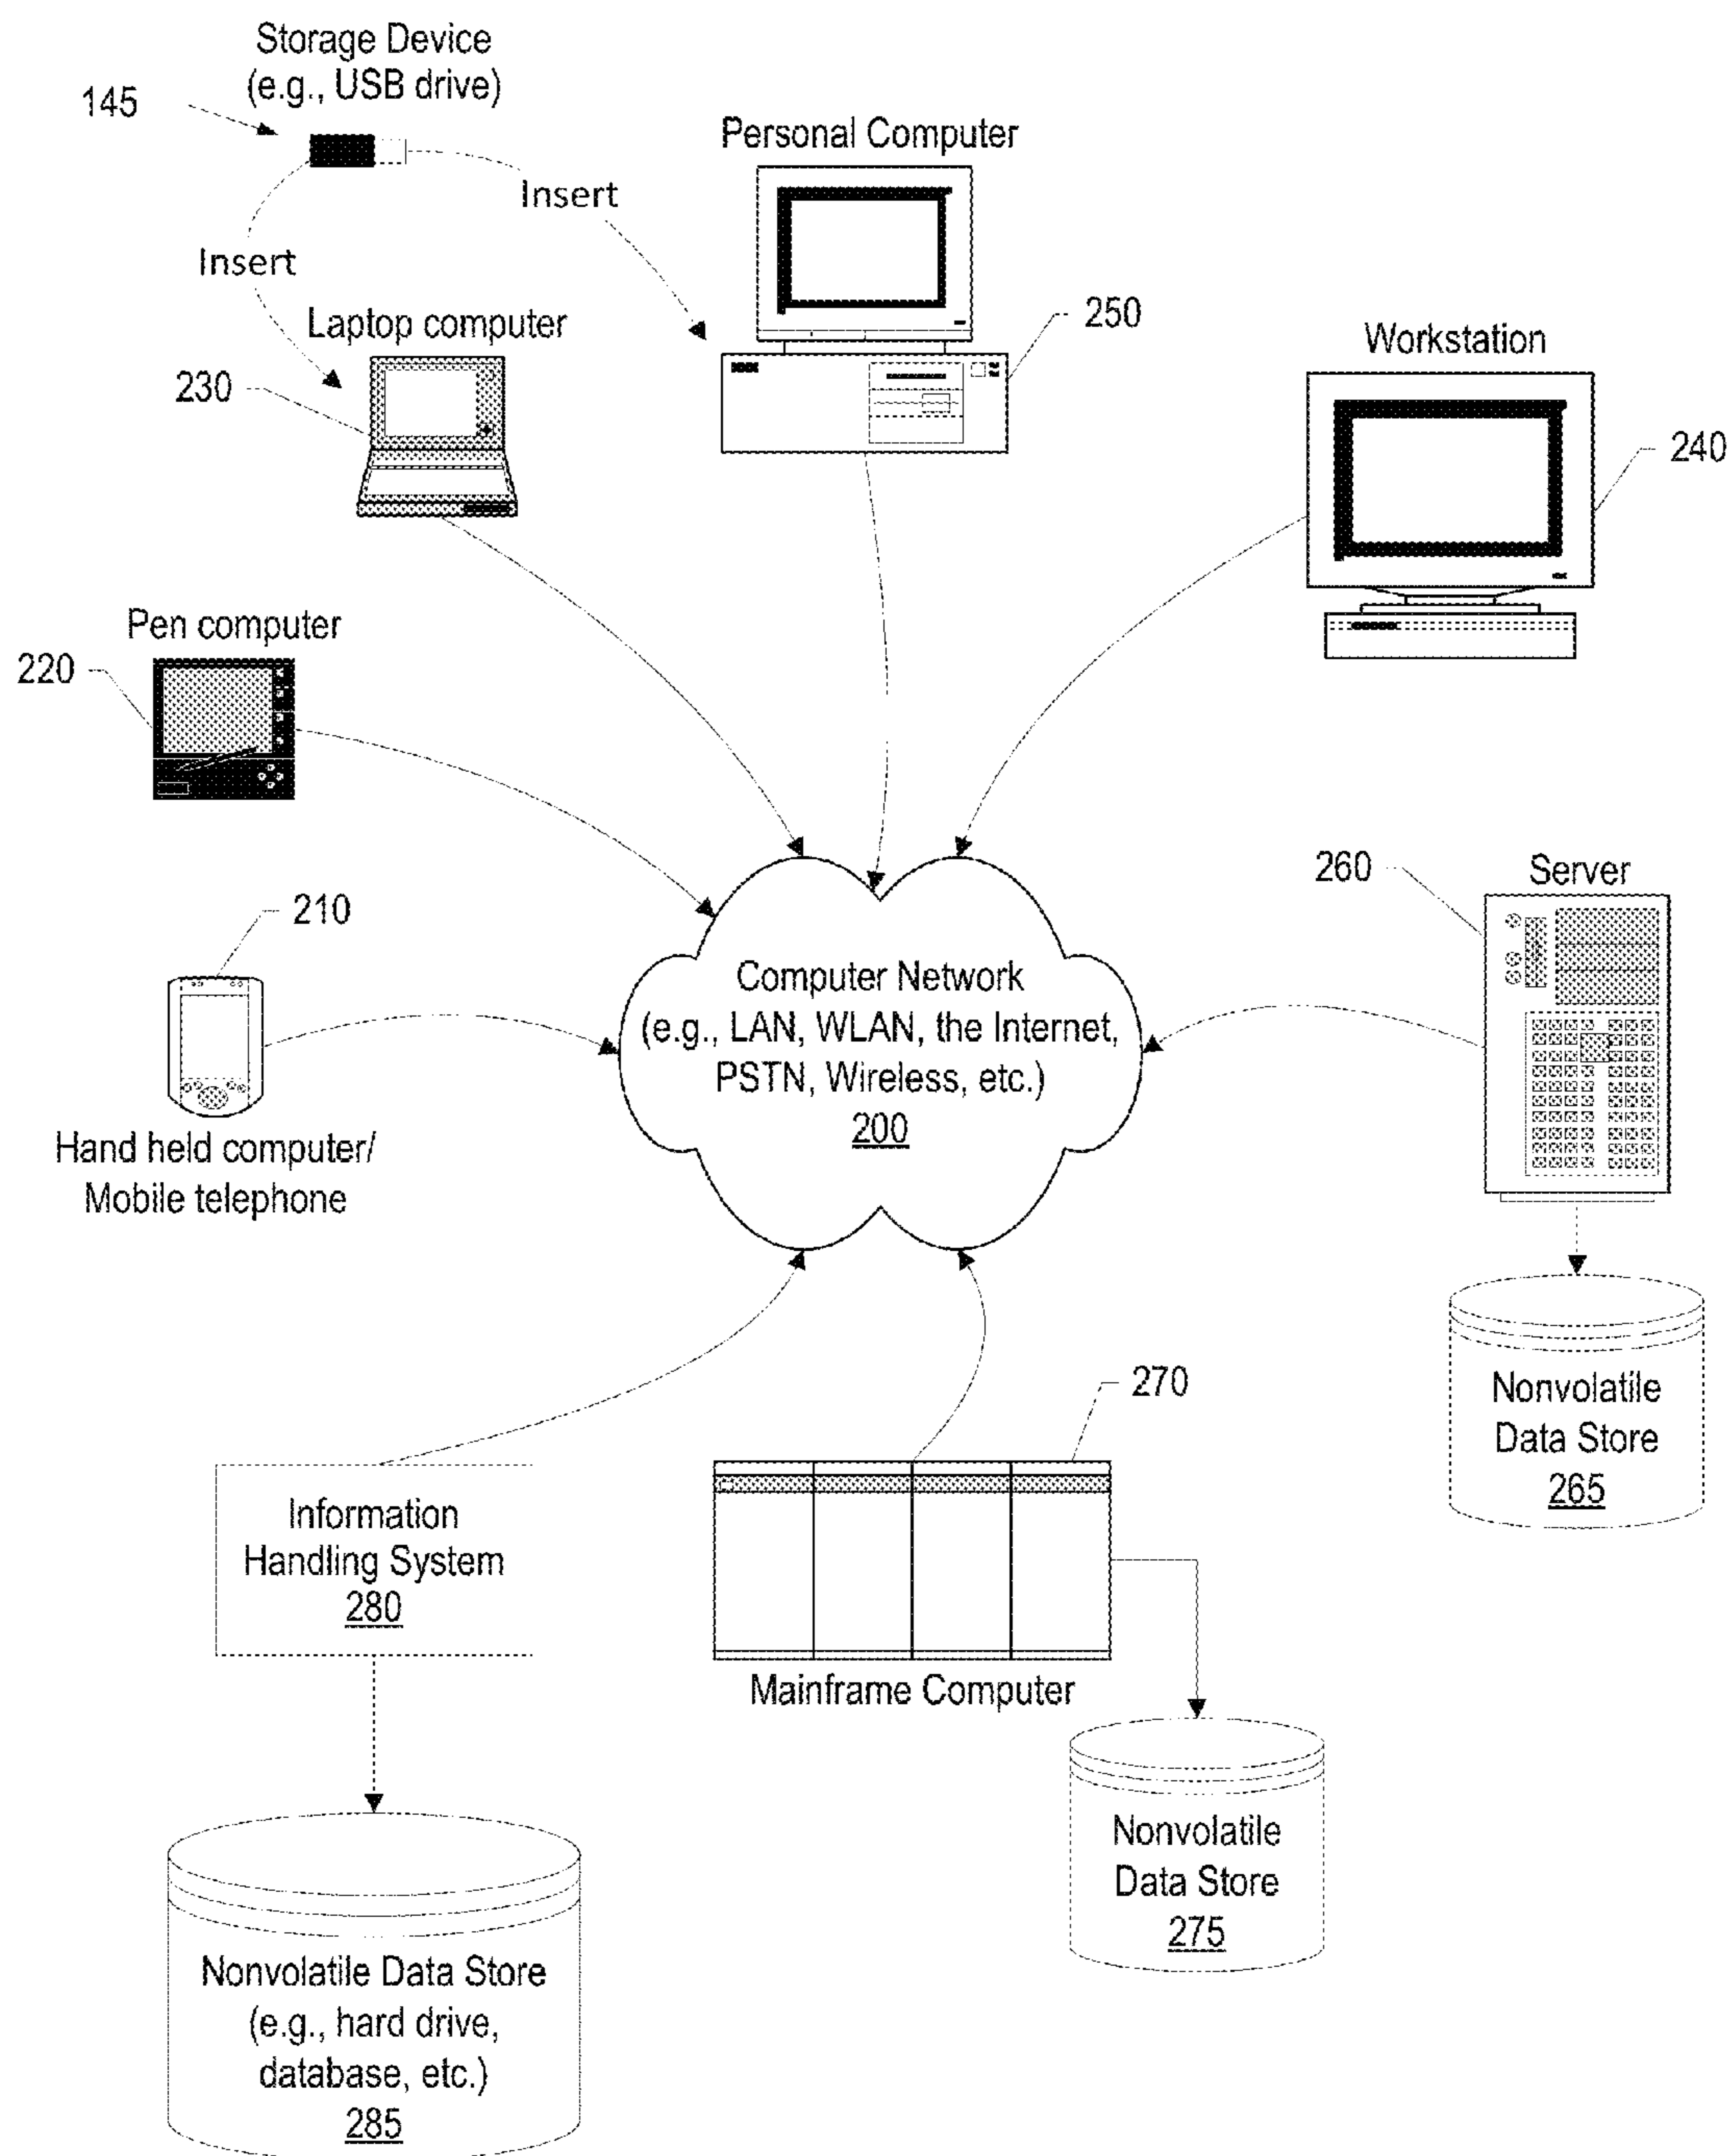 Storage Device
(e.g., USB drive)
145
Personal Computer
Insert
Insert
Laptop computer
250
Workstation
230
240
Pen computer
220
260
Server
210
Computer Network
(e.g., LAN, WLAN, the Internet,
PSTN, Wireless, etc.)
200
Hand held computer/
Mobile telephone
270
Nonvolatile
Data Store
265
Information
Handling System
280
Mainframe Computer
Nonvolatile
Data Store
275
Nonvolatile Data Store
(e.g., hard drive,
database, etc.)
285